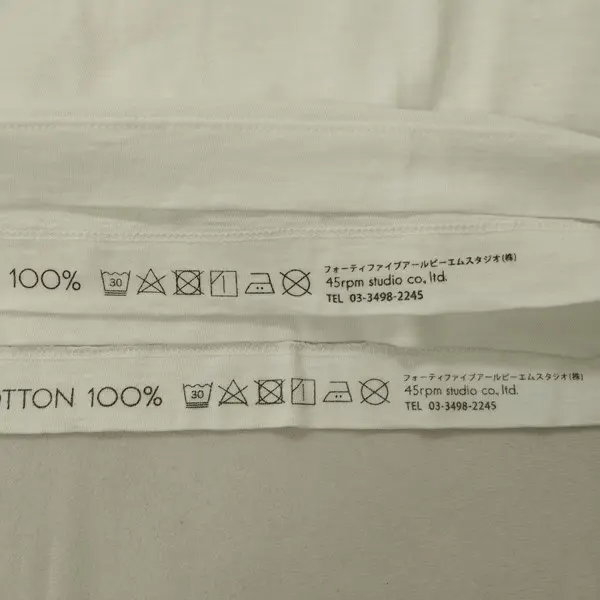 100% 30
フォーティファイブアールピーエムスタジオ(株)
45rpm studio co., ltd.
TEL 03-3498-2245
COTTON 100% 30
フォーティファイブアールピーエムスタジオ(株)
45rpm studio co., ltd.
TEL 03-3498-2245